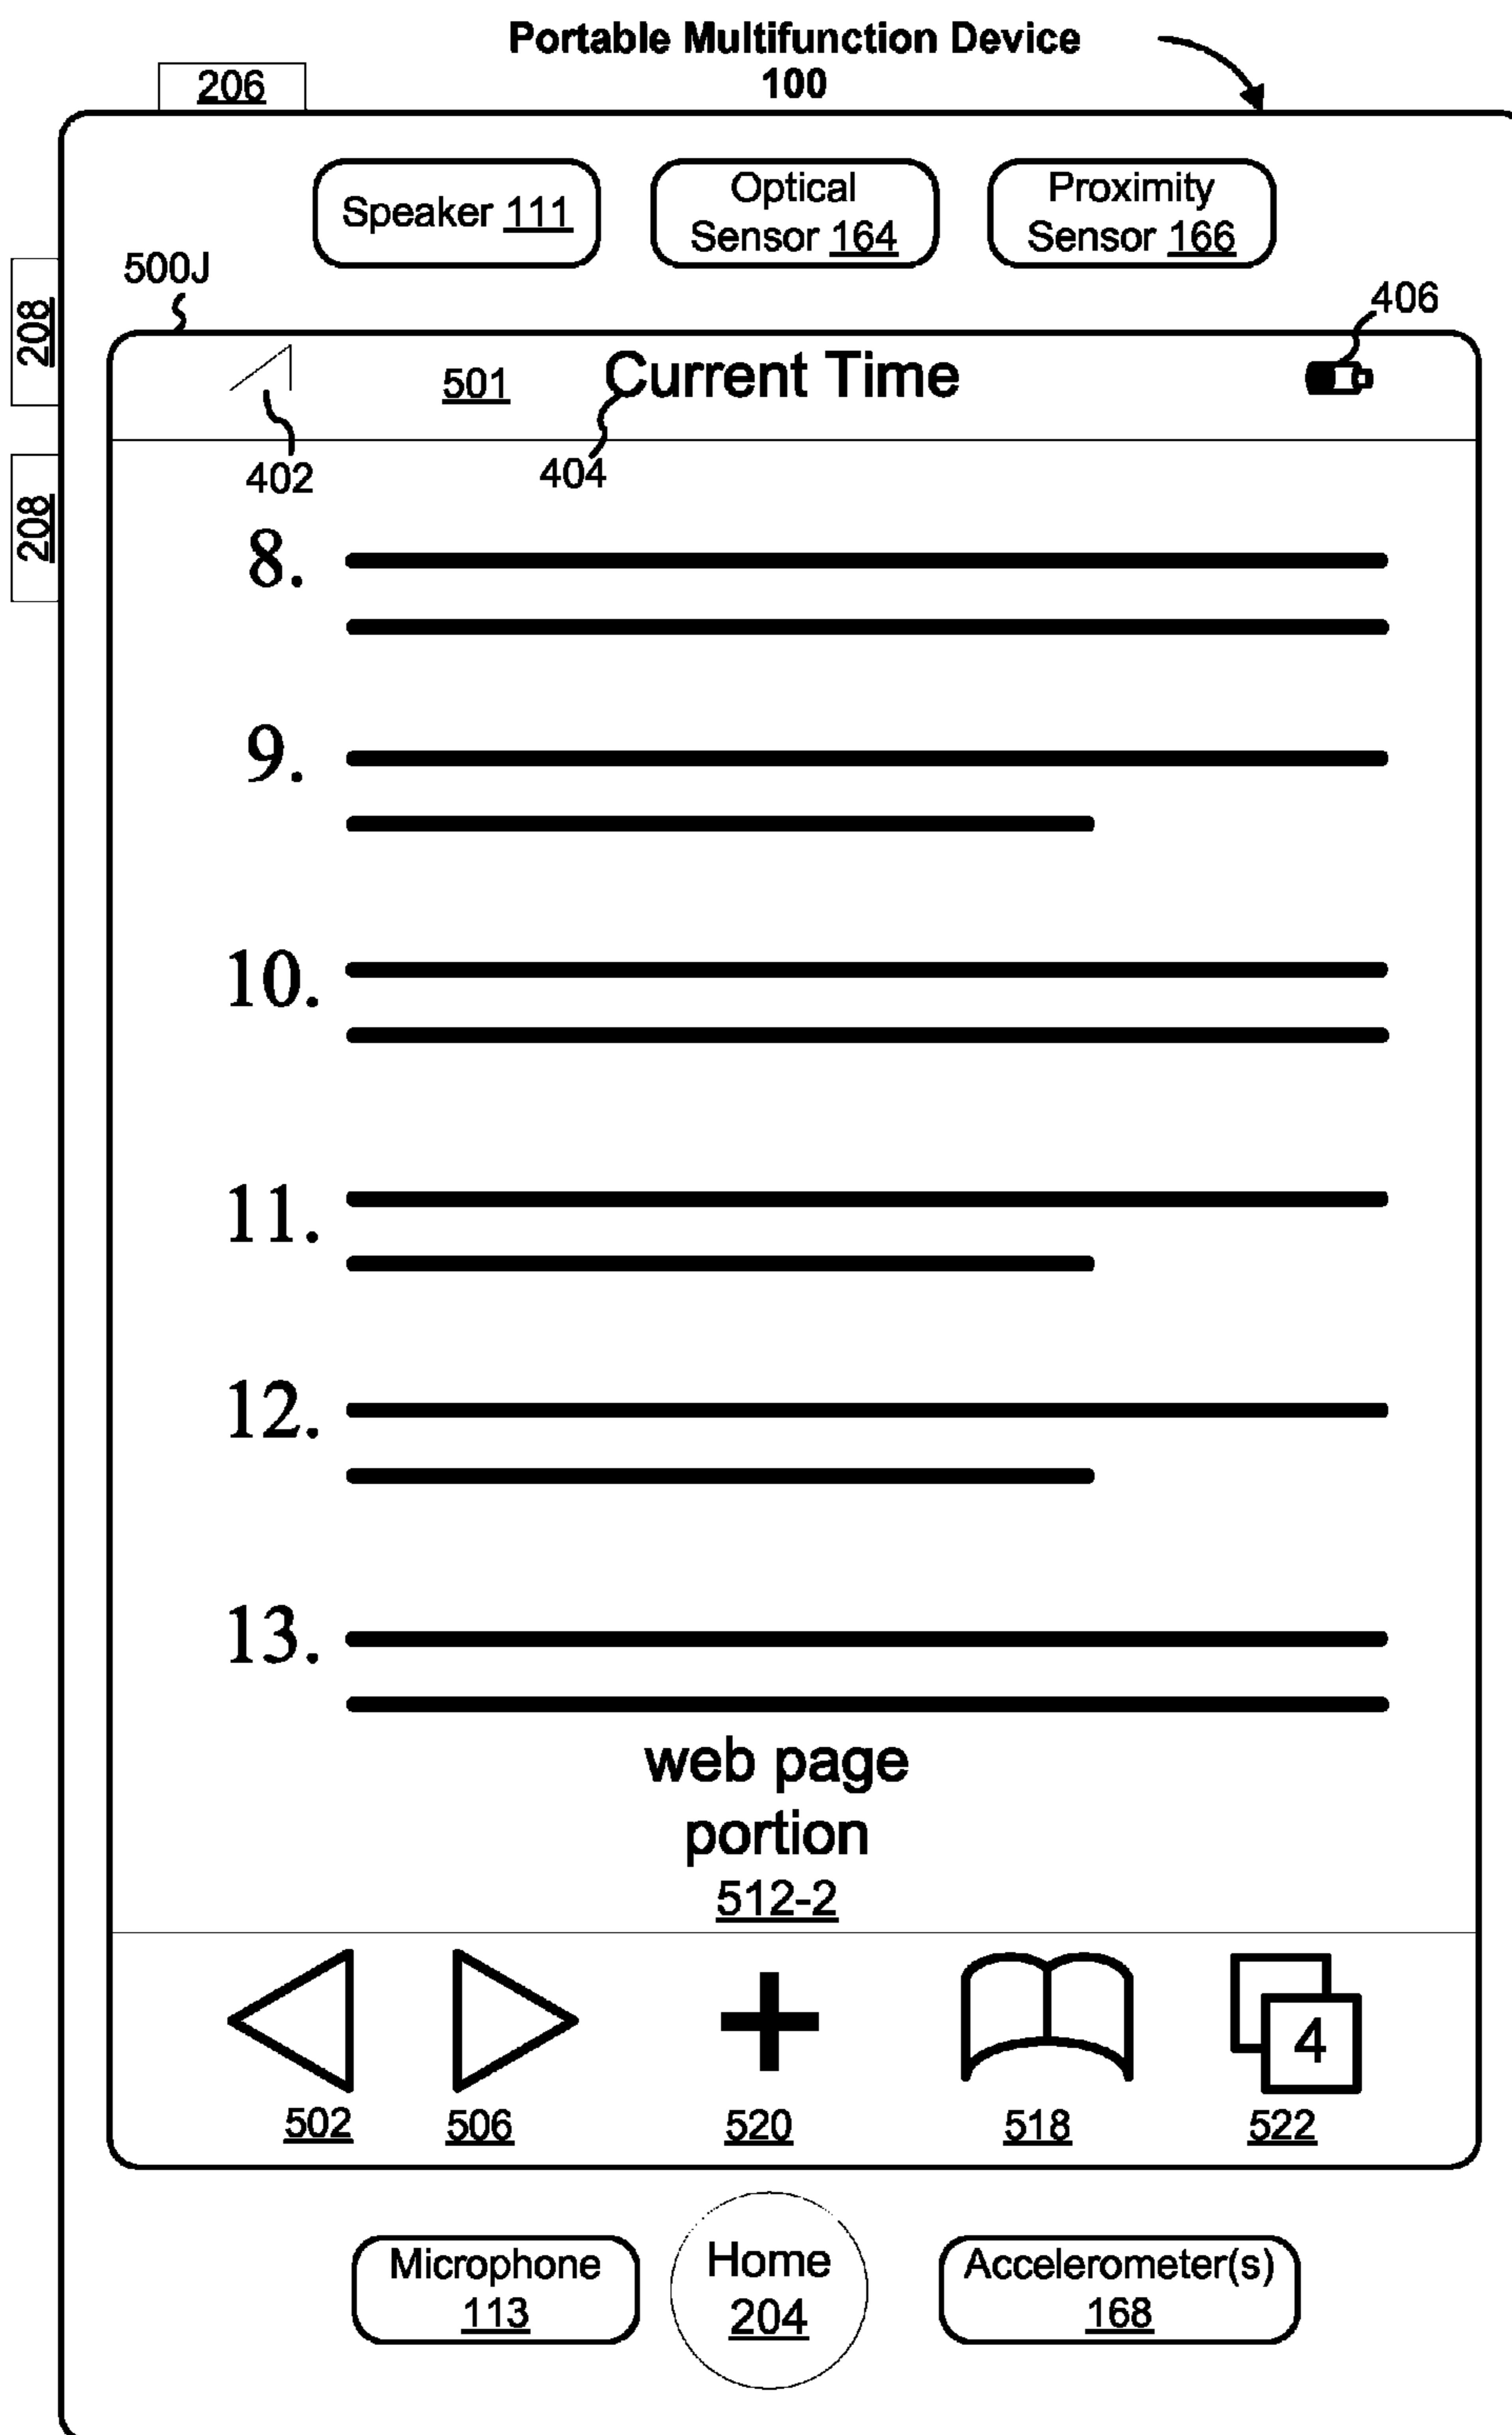 Portable Multifunction Device
100
206
Speaker 111
Optical
Sensor 164
Proximity
Sensor 166
500J
406
208
501
Current Time
402
404
208
8.
9.
10.
11.
12.
13.
web page
portion
512-2
4
502
506
520
518
522
Microphone
113
Home
204
Accelerometer(s)
168